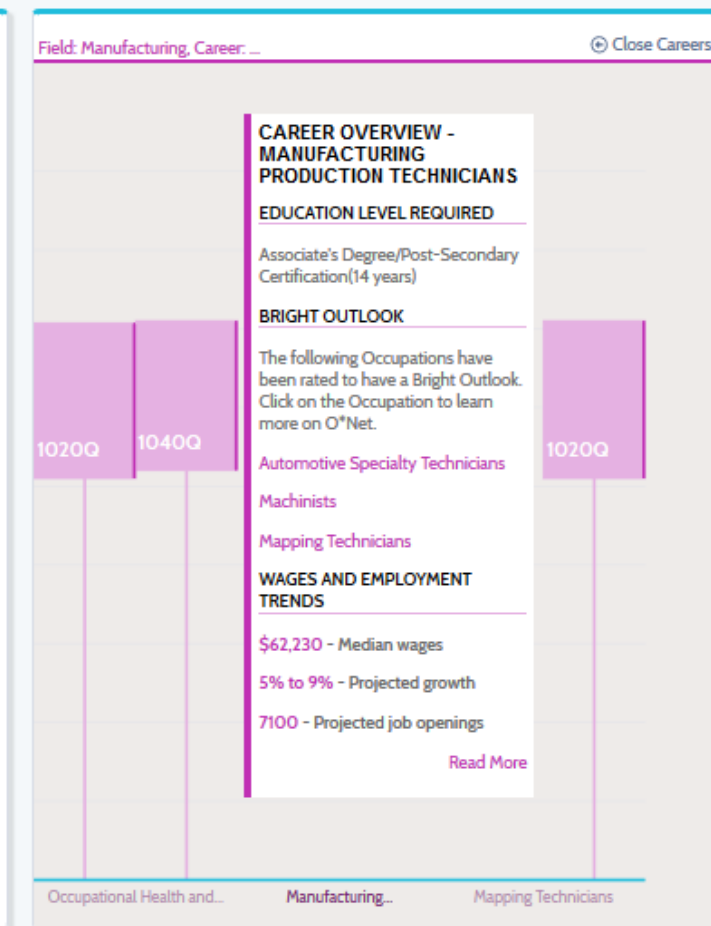 Field: Manufacturing, Career: ...
Close Careers
CAREER OVERVIEW -
MANUFACTURING
PRODUCTION TECHNICIANS
EDUCATION LEVEL REQUIRED
Associate's Degree/Post-Secondary
Certification(14 years)
BRIGHT OUTLOOK
The following Occupations have
been rated to have a Bright Outlook.
Click on the Occupation to learn
more on O*Net.
Automotive Specialty Technicians
Machinists
Mapping Technicians
WAGES AND EMPLOYMENT
TRENDS
$62,230 - Median wages
5% to 9% - Projected growth
7100 - Projected job openings
Read More
1020Q
1040Q
1020Q
Occupational Health and...
Manufacturing...
Mapping Technicians